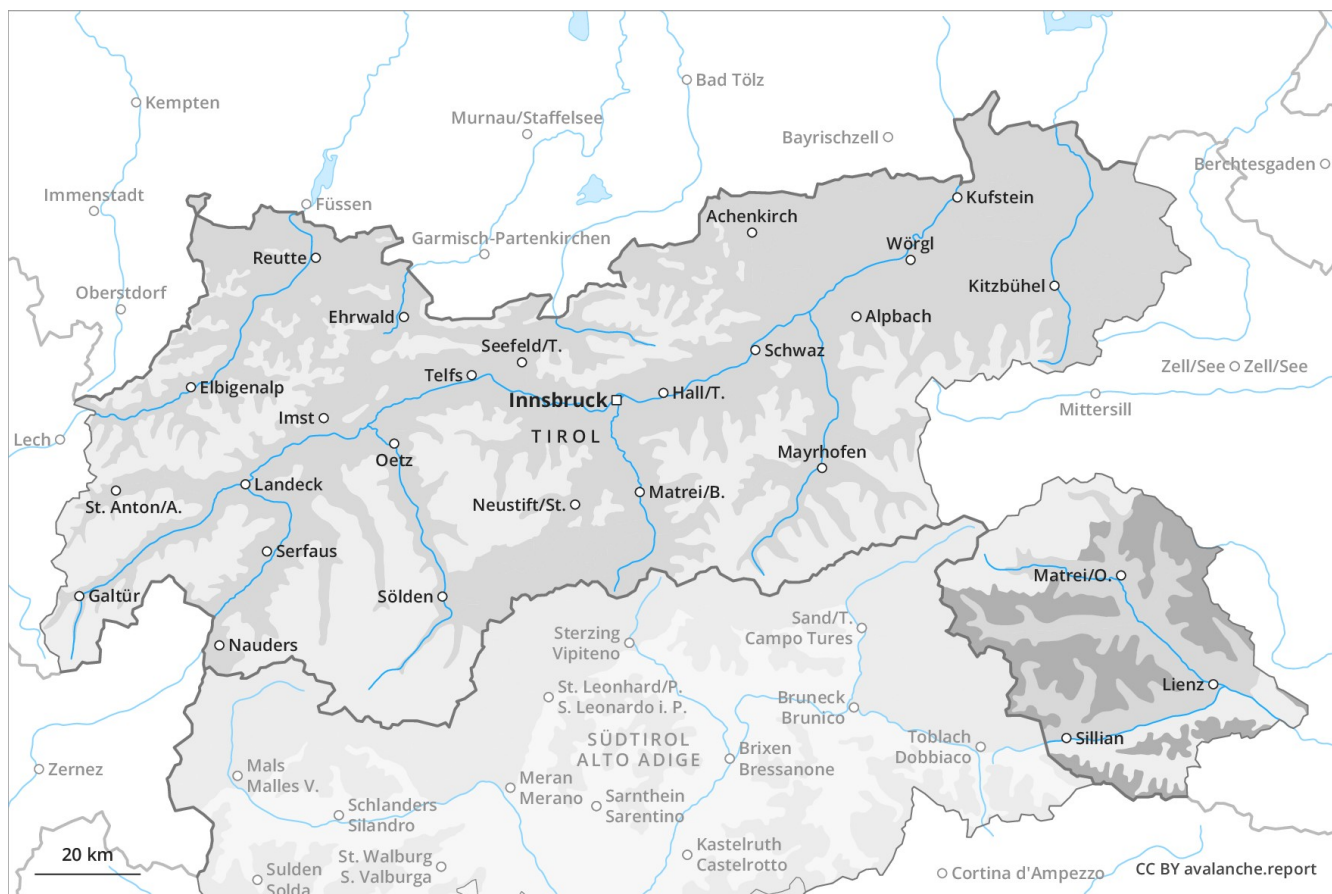 Bad Tölz
Kempten
Murnau/Staffelsee
Bayrischzell
Berchtesgaden
Immenstadt
Füssen
Kufstein
Achenkirch
Garmisch-Partenkirchen
Wörgl
Reutte
Oberstdorf
Kitzbühel
Ehrwald
Alpbach
Seefeld/T.
Schwaz
Telfs
Zell/See
Zell/See
Elbigenalp
Innsbruck
Hall/T.
Mittersill
Imst
Lech
TIROL
Oetz
Mayrhofen
Landeck
St. Anton/A.
Neustift/St.
Matrei/B.
Serfaus
Matrei/O.
Galtür
Sölden
Sand/T.
Campo Tures
Sterzing
Vipiteno
Nauders
Lienz
St. Leonhard/P.
S. Leonardo i. P.
Bruneck
Brunico
Sillian
SÜDTIROL
ALTO ADIGE
Toblach
Dobbiaco
Brixen
Bressanone
Zernez
Mals
Malles V.
Meran
Merano
Sarnthein
Sarentino
Schlanders
Silandro
Kastelruth
Castelrotto
20 km
St. Walburg
S. Valburga
Cortina d'Ampezzo
CC BY avalanche.report
Sulden
Solda